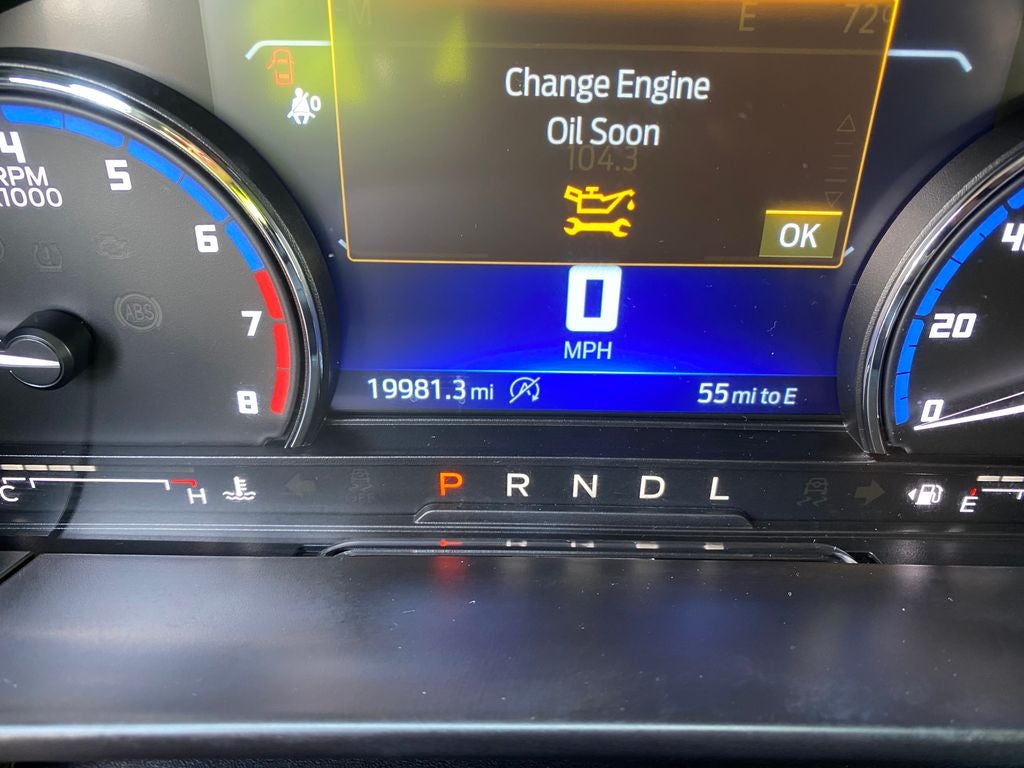 E 72°
Change Engine
Oil Soon
104.3
OK
4
RPM
X1000
5
6
7
8
ABS
0
MPH
19981.3 mi
55 mi to E
20
0
C
H
P R N D L
E